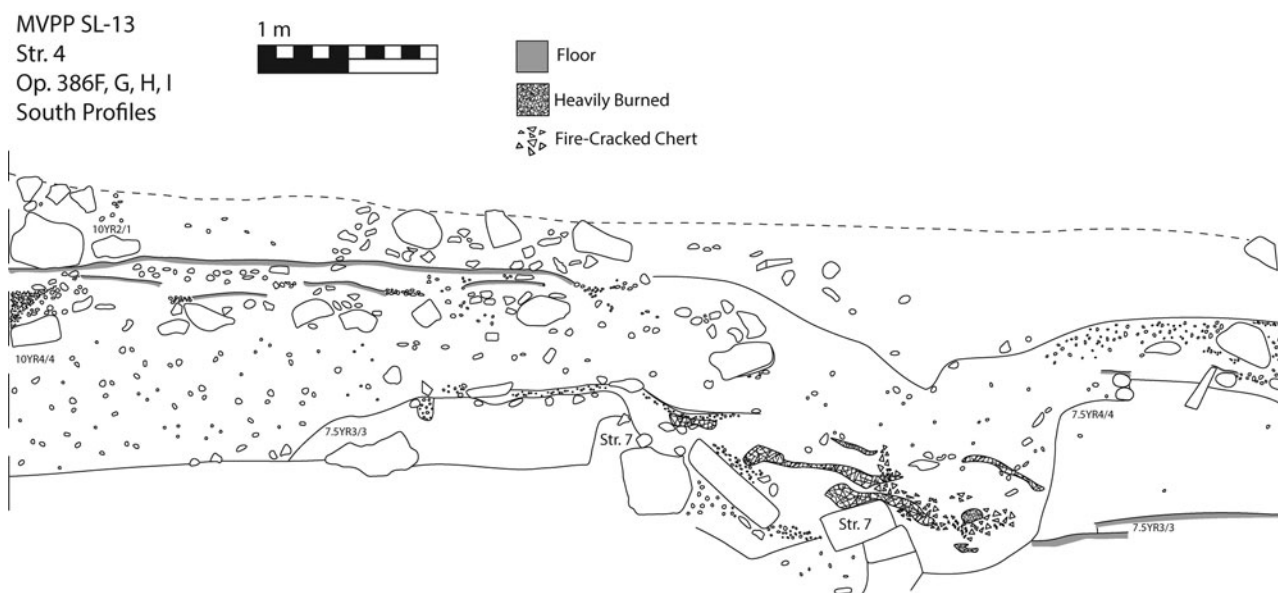 MVPP SL-13
Str. 4
Op. 386F, G, H, I
South Profiles
1 m
Floor
Heavily Burned
Fire-Cracked Chert
10YR2/1
10YR4/4
7.5YR3/3
Str. 7
Str. 7
7.5YR4/4
7.5YR3/3